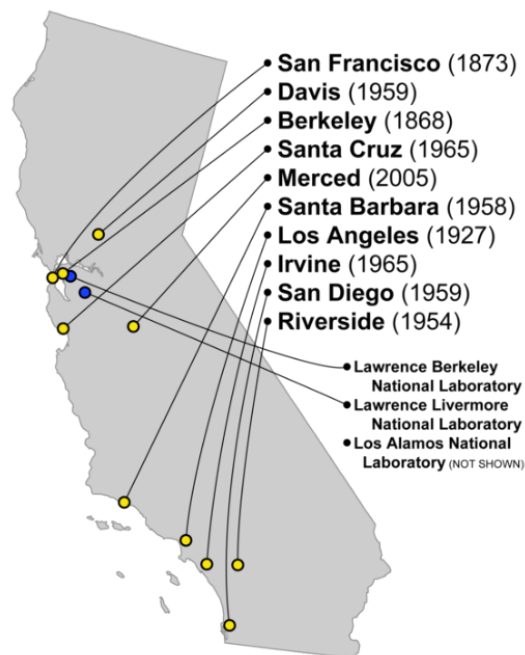 San Francisco (1873)
Davis (1959)
Berkeley (1868)
Santa Cruz (1965)
Merced (2005)
Santa Barbara (1958)
Los Angeles (1927)
Irvine (1965)
San Diego (1959)
Riverside (1954)
Lawrence Berkeley
National Laboratory
Lawrence Livermore
National Laboratory
Los Alamos National
Laboratory (NOT SHOWN)